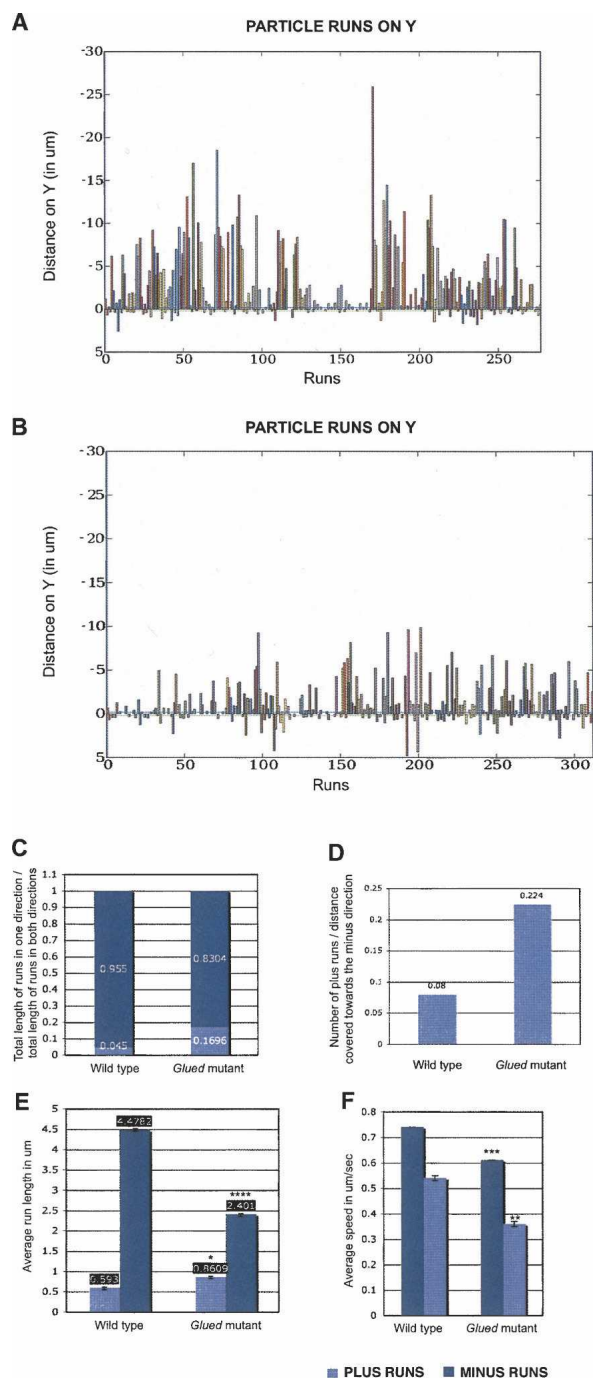 A
PARTICLE RUNS ON Y
Distance on Y (in um)
-30
-25
-20
-15
-10
-5
0
5
0
50
100
150
200
250
Runs
B
PARTICLE RUNS ON Y
Distance on Y (in um)
-30
-25
-20
-15
-10
-5
0
5
0
50
100
150
200
250
300
Runs
C
Total length of runs in one direction /
total length of runs in both directions
1.1
1
0.9
0.8
0.7
0.6
0.5
0.4
0.3
0.2
0.1
0
0.955
0.045
0.8304
0.1696
Wild type
Glued mutant
D
Number of plus runs / distance
covered towards the minus direction
0.25
0.2
0.15
0.1
0.05
0
0.08
0.224
Wild type
Glued mutant
E
Average run length in um
5
4.5
4
3.5
3
2.5
2
1.5
1
0.5
0
0.593
4.4782
*
0.8609
****
2.401
Wild type
Glued mutant
F
Average speed in um/sec
0.8
0.7
0.6
0.5
0.4
0.3
0.2
0.1
0
***
**
Wild type
Glued mutant
PLUS RUNS
MINUS RUNS